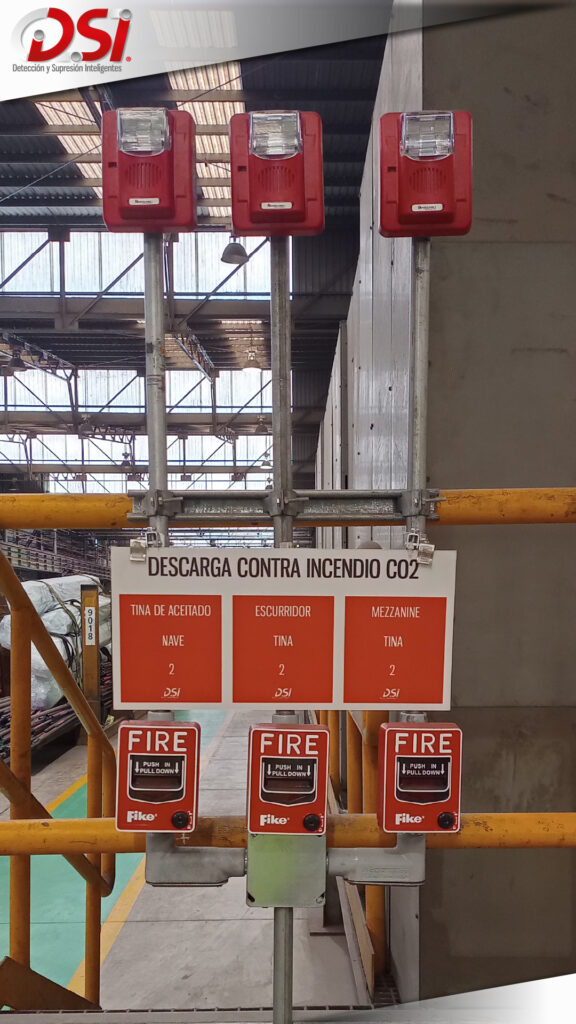 DSI®
Detección y Supresión Inteligentes
DESCARGA CONTRA INCENDIO CO2
TINA DE ACEITADO
NAVE
2
DSI
ESCURRIDOR
TINA
2
DSI
MEZZANINE
TINA
2
DSI
9018
FIRE
PUSH IN
PULL DOWN
Fike®
FIRE
PUSH IN
PULL DOWN
Fike®
FIRE
PUSH IN
PULL DOWN
Fike®